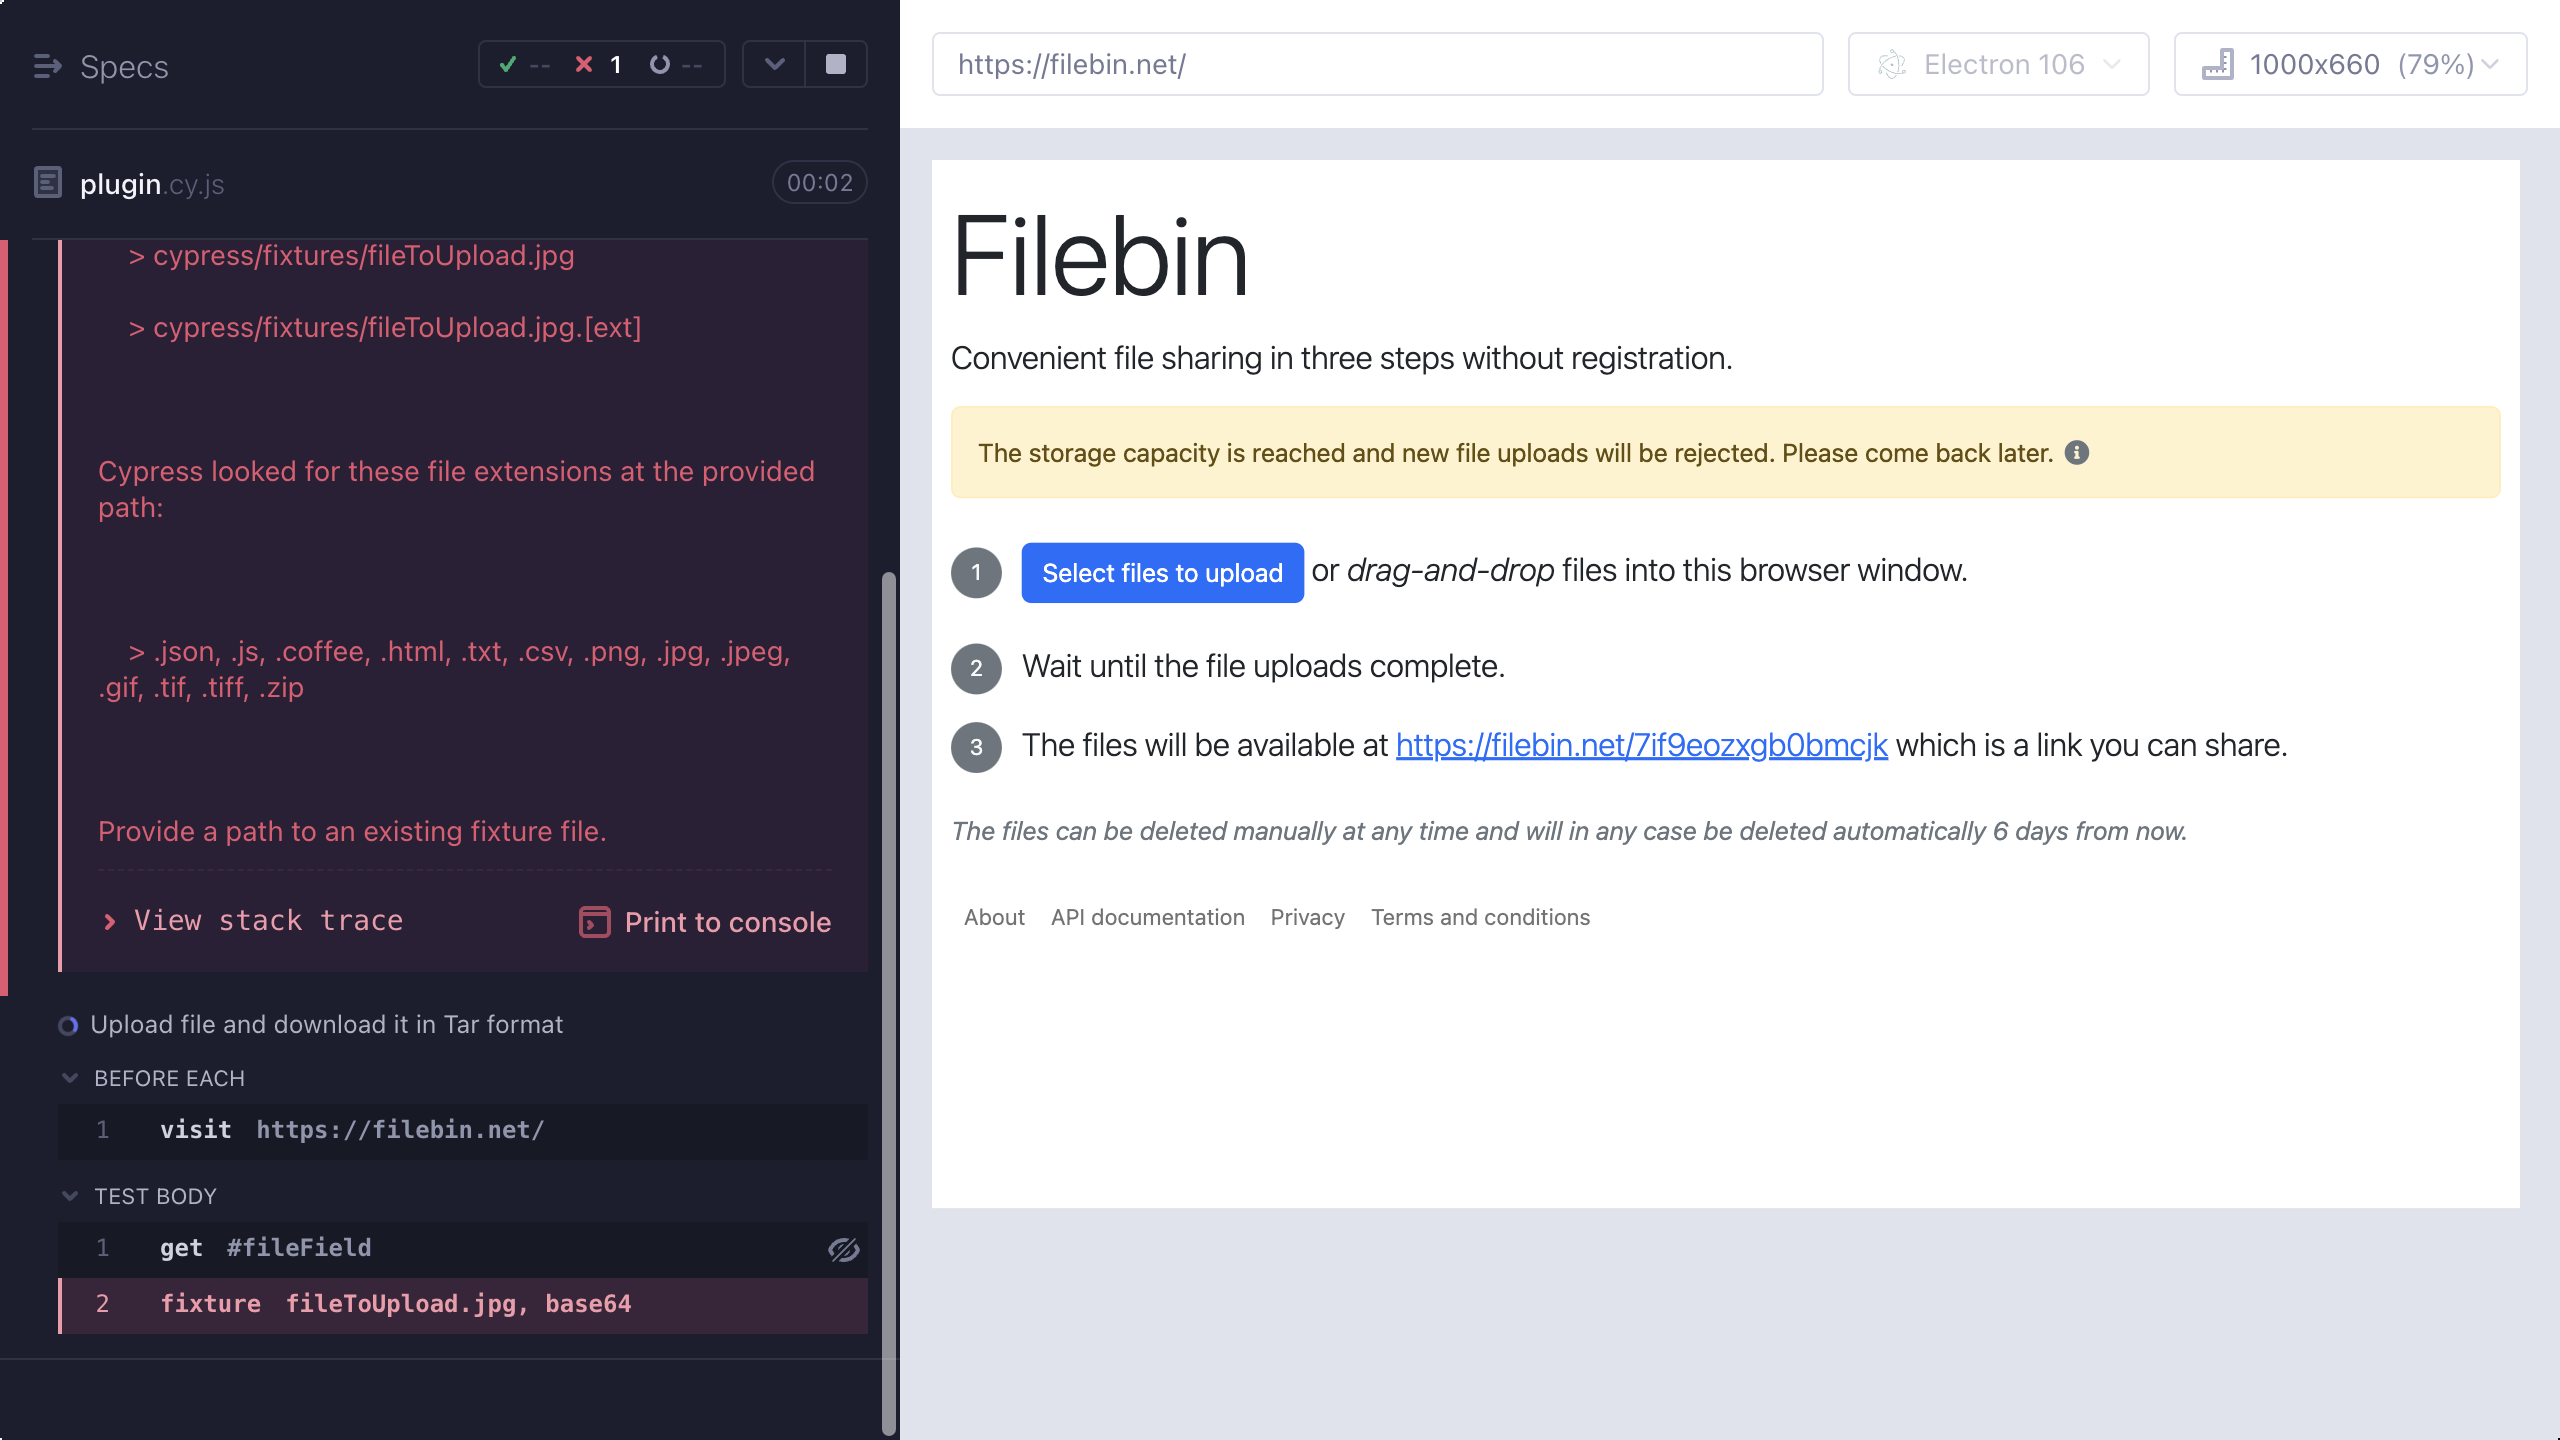 Specs
-- 1 --
plugin.cy.js
00:02
> cypress/fixtures/fileToUpload.jpg
> cypress/fixtures/fileToUpload.jpg.[ext]
Cypress looked for these file extensions at the provided
path:
> .json, .js, .coffee, .html, .txt, .csv, .png, .jpg, .jpeg,
.gif, .tif, .tiff, .zip
Provide a path to an existing fixture file.
View stack trace
Print to console
Upload file and download it in Tar format
BEFORE EACH
1 visit https://filebin.net/
TEST BODY
1 get #fileField
2 fixture fileToUpload.jpg, base64
https://filebin.net/
Electron 106
1000x660 (79%)
Filebin
Convenient file sharing in three steps without registration.
The storage capacity is reached and new file uploads will be rejected. Please come back later.
1 Select files to upload or drag-and-drop files into this browser window.
2 Wait until the file uploads complete.
3 The files will be available at https://filebin.net/7if9eozxgb0bmcjk which is a link you can share.
The files can be deleted manually at any time and will in any case be deleted automatically 6 days from now.
About API documentation Privacy Terms and conditions